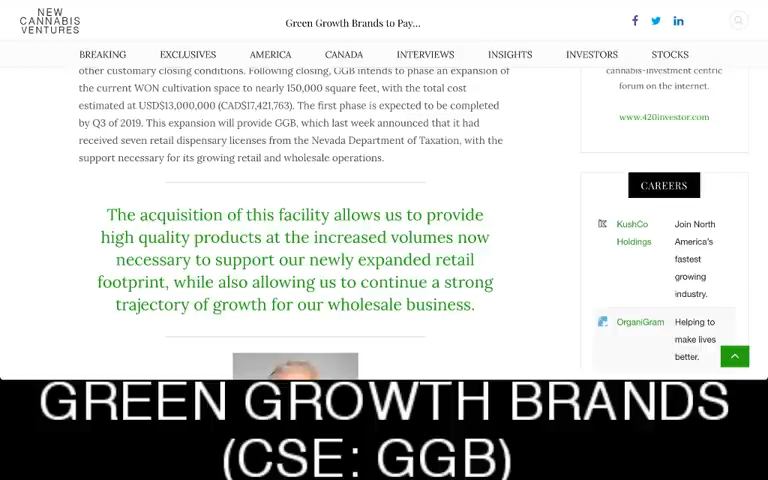 NEW
CANNABIS
VENTURES
Green Growth Brands to Pay...
BREAKING EXCLUSIVES AMERICA CANADA INTERVIEWS INSIGHTS INVESTORS STOCKS
other customary closing conditions. Following closing, GGB intends to phase an expansion of
the current WON cultivation space to nearly 150,000 square feet, with the total cost
estimated at USD$13,000,000 (CAD$17,421,763). The first phase is expected to be completed
by Q3 of 2019. This expansion will provide GGB, which last week announced that it had
received seven retail dispensary licenses from the Nevada Department of Taxation, with the
support necessary for its growing retail and wholesale operations.
The acquisition of this facility allows us to provide
high quality products at the increased volumes now
necessary to support our newly expanded retail
footprint, while also allowing us to continue a strong
trajectory of growth for our wholesale business.
cannabis-investment centric
forum on the internet.
www.420investor.com
CAREERS
KushCo
Holdings
Join North
America's
fastest
growing
industry.
OrganiGram
Helping to
make lives
better.
GREEN GROWTH BRANDS
(CSE: GGB)